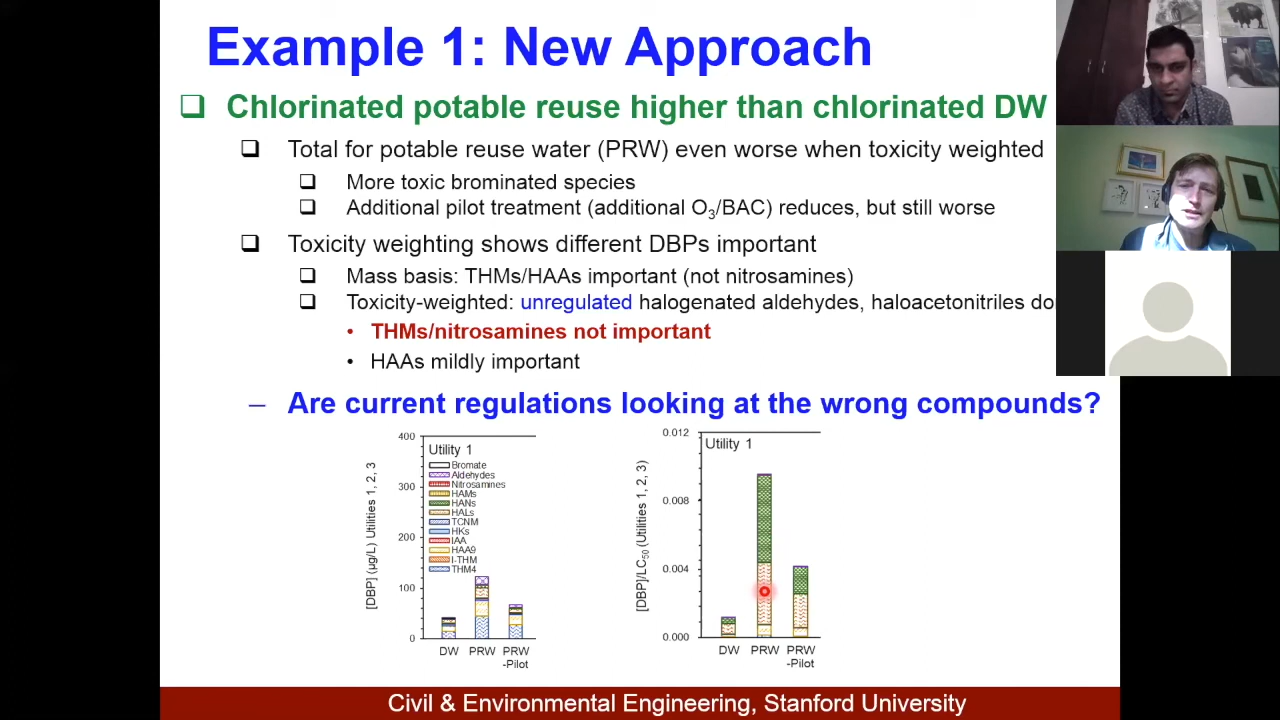 Example 1: New Approach
❑ Chlorinated potable reuse higher than chlorinated DW
❑ Total for potable reuse water (PRW) even worse when toxicity weighted
❑ More toxic brominated species
❑ Additional pilot treatment (additional O3/BAC) reduces, but still worse
❑ Toxicity weighting shows different DBPs important
❑ Mass basis: THMs/HAAs important (not nitrosamines)
❑ Toxicity-weighted: unregulated halogenated aldehydes, haloacetonitriles do
• THMs/nitrosamines not important
• HAAs mildly important
– Are current regulations looking at the wrong compounds?
[DBP] (µg/L) Utilities 1, 2, 3
400
300
200
100
0
Utility 1
Bromate
Aldehydes
Nitrosamines
HAMs
HANs
HALs
TCNM
HKs
IAA
HAA9
I-THM
THM4
DW PRW PRW
-Pilot
[DBP]/LC50 (Utilities 1, 2, 3)
0.012
0.008
0.004
0.000
Utility 1
DW PRW PRW
-Pilot
Civil & Environmental Engineering, Stanford University